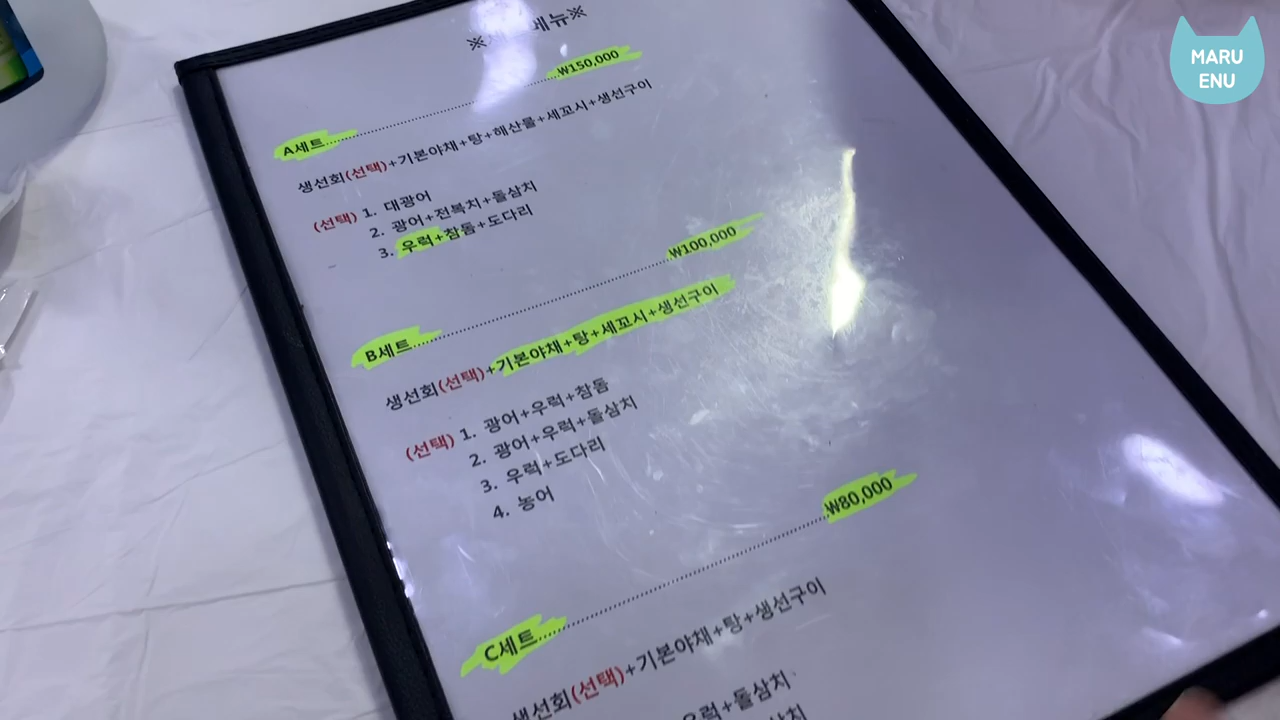 MARU
ENU
※ 메뉴※
A세트 ₩150,000
생선회(선택)+기본야채+탕+해산물+세꼬시+생선구이
(선택) 1. 대광어
2. 광어+전복치+돌삼치
3. 우럭+참돔+도다리
B세트 ₩100,000
생선회(선택)+기본야채+탕+세꼬시+생선구이
(선택) 1. 광어+우럭+참돔
2. 광어+우럭+돌삼치
3. 우럭+도다리
4. 농어
C세트 ₩80,000
생선회(선택)+기본야채+탕+생선구이
우럭+돌삼치